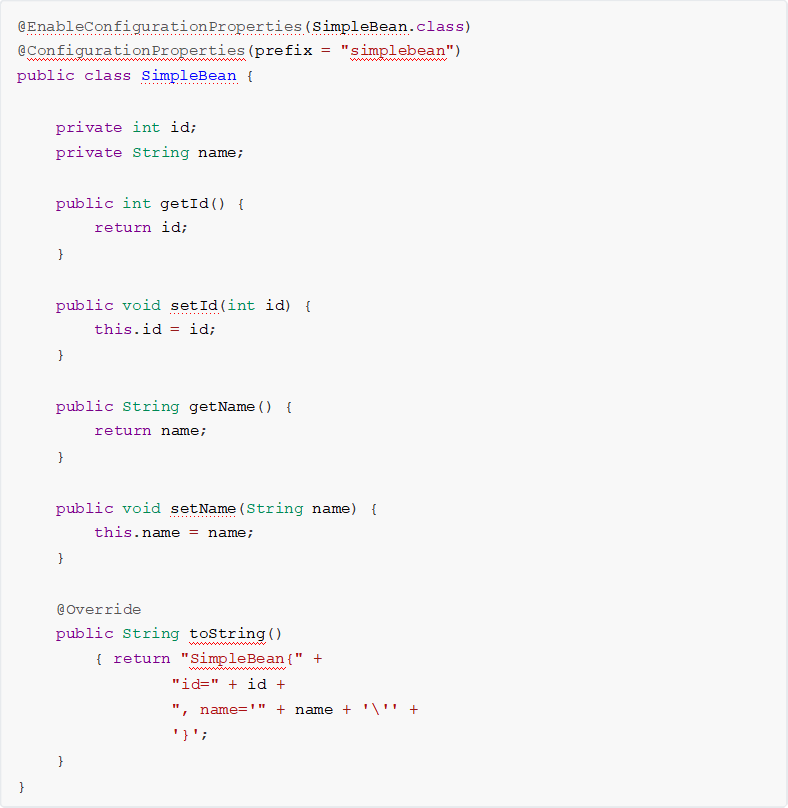 @EnableConfigurationProperties(SimpleBean.class)
@ConfigurationProperties(prefix = "simplebean")
public class SimpleBean {
    private int id;
    private String name;
    public int getId() {
        return id;
    }
    public void setId(int id) {
        this.id = id;
    }
    public String getName() {
        return name;
    }
    public void setName(String name) {
        this.name = name;
    }
    @Override
    public String toString()
        { return "SimpleBean{" +
                "id=" + id +
                ", name='" + name + '\'' +
                '}';
    }
}